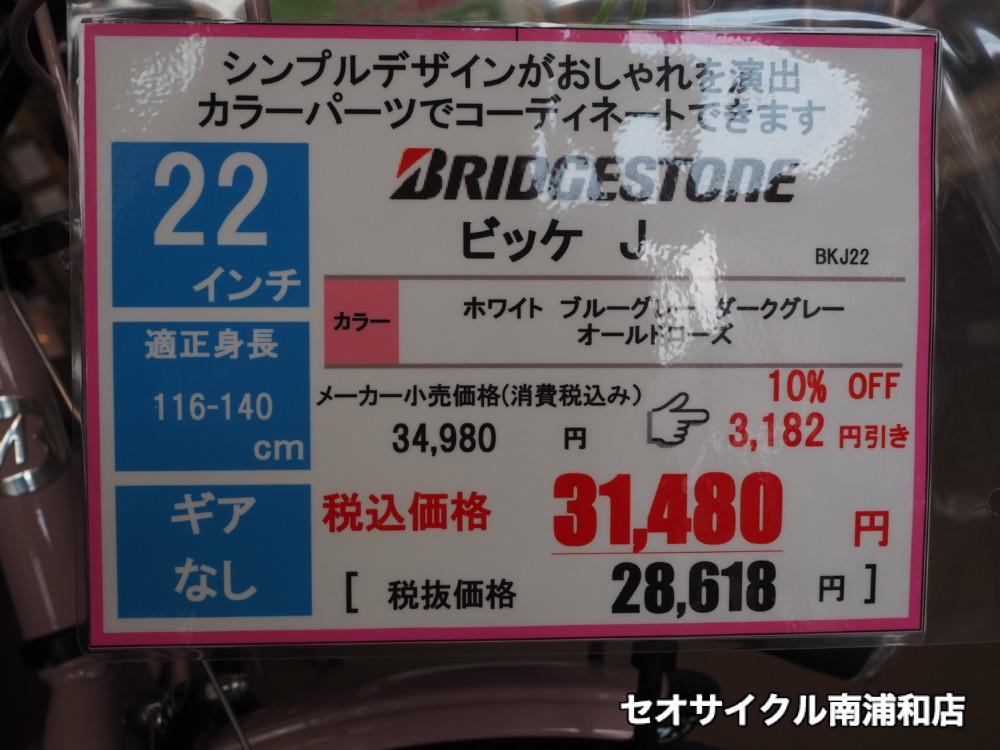 シンプルデザインがおしゃれを演出
カラーパーツでコーディネートできます
22
インチ
BRIDGESTONE
ビッケ J
BKJ22
適正身長
116-140
cm
カラー
ホワイト ブルーグレー ダークグレー
オールドローズ
メーカー小売価格(消費税込み)
34,980 円
10% OFF
3,182 円引き
ギア
なし
税込価格 31,480 円
[ 税抜価格 28,618 円 ]
セオサイクル南浦和店